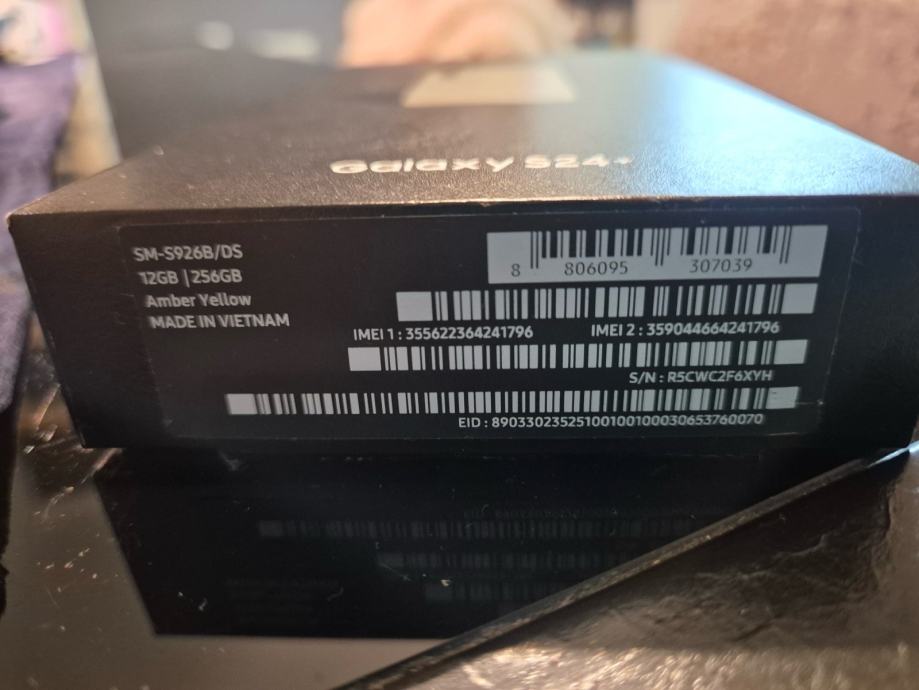 Galaxy S24+
SM-S926B/DS
12GB | 256GB
Amber Yellow
MADE IN VIETNAM
8 806095 307039
IMEI 1 : 355622364241796 IMEI 2 : 359044664241796
S/N : R5CWC2F6XYH
EID : 89033023525100100100030653760070